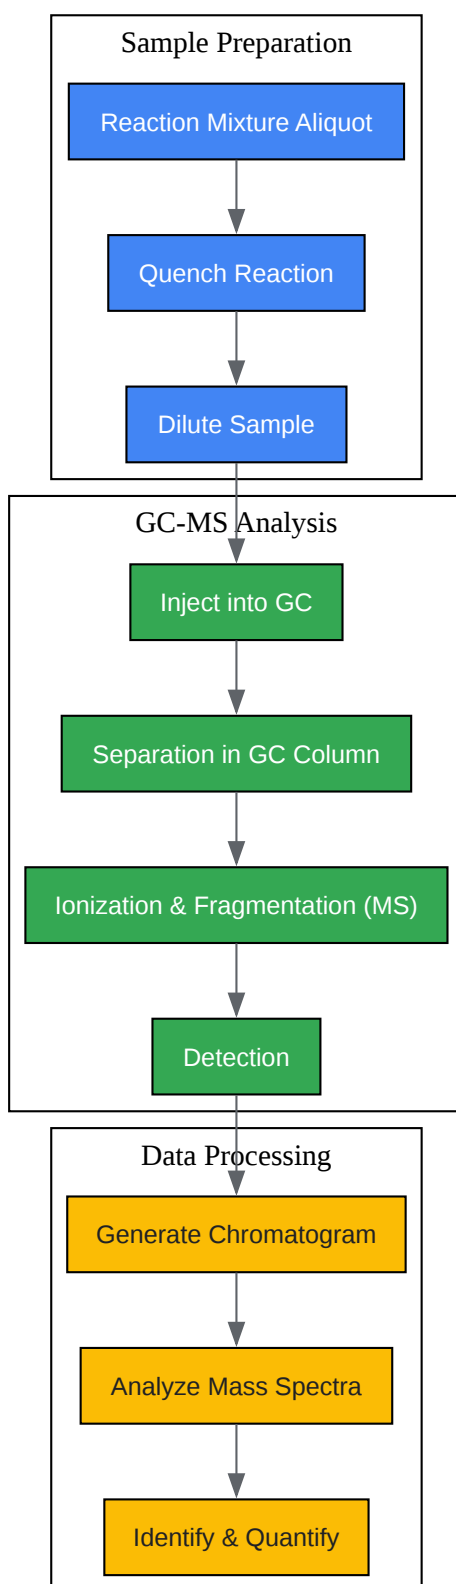 Sample Preparation
Reaction Mixture Aliquot
Quench Reaction
Dilute Sample
GC-MS Analysis
Inject into GC
Separation in GC Column
Ionization & Fragmentation (MS)
Detection
Data Processing
Generate Chromatogram
Analyze Mass Spectra
Identify & Quantify